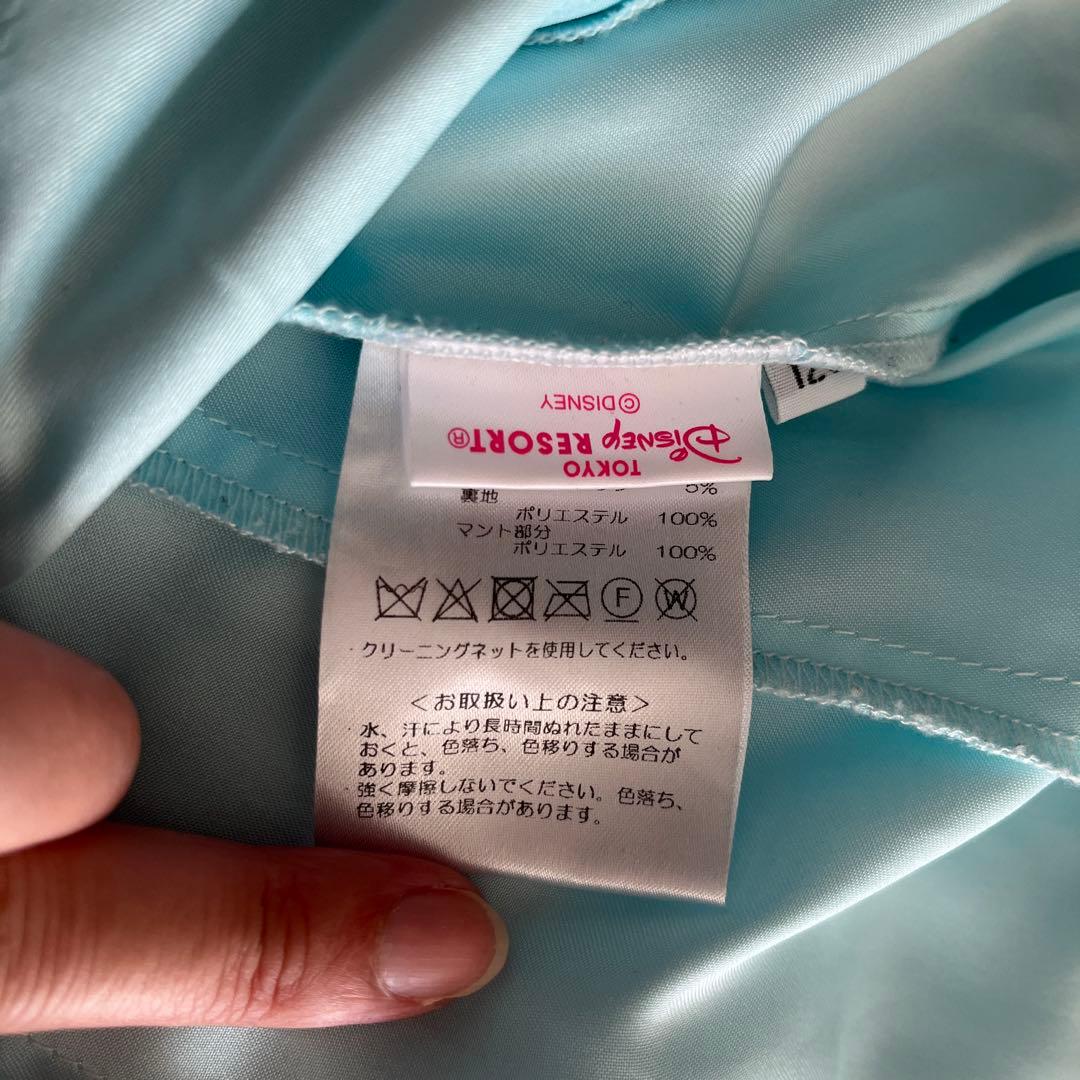 ©DISNEY
TOKYO
DISNEY RESORT®
5%
裏地
ポリエステル 100%
マント部分
ポリエステル 100%
F
W
・クリーニングネットを使用してください。
＜お取扱い上の注意＞
・水、汗により長時間ぬれたままにして
おくと、色落ち、色移りする場合が
あります。
・強く摩擦しないでください。色落ち、
色移りする場合があります。